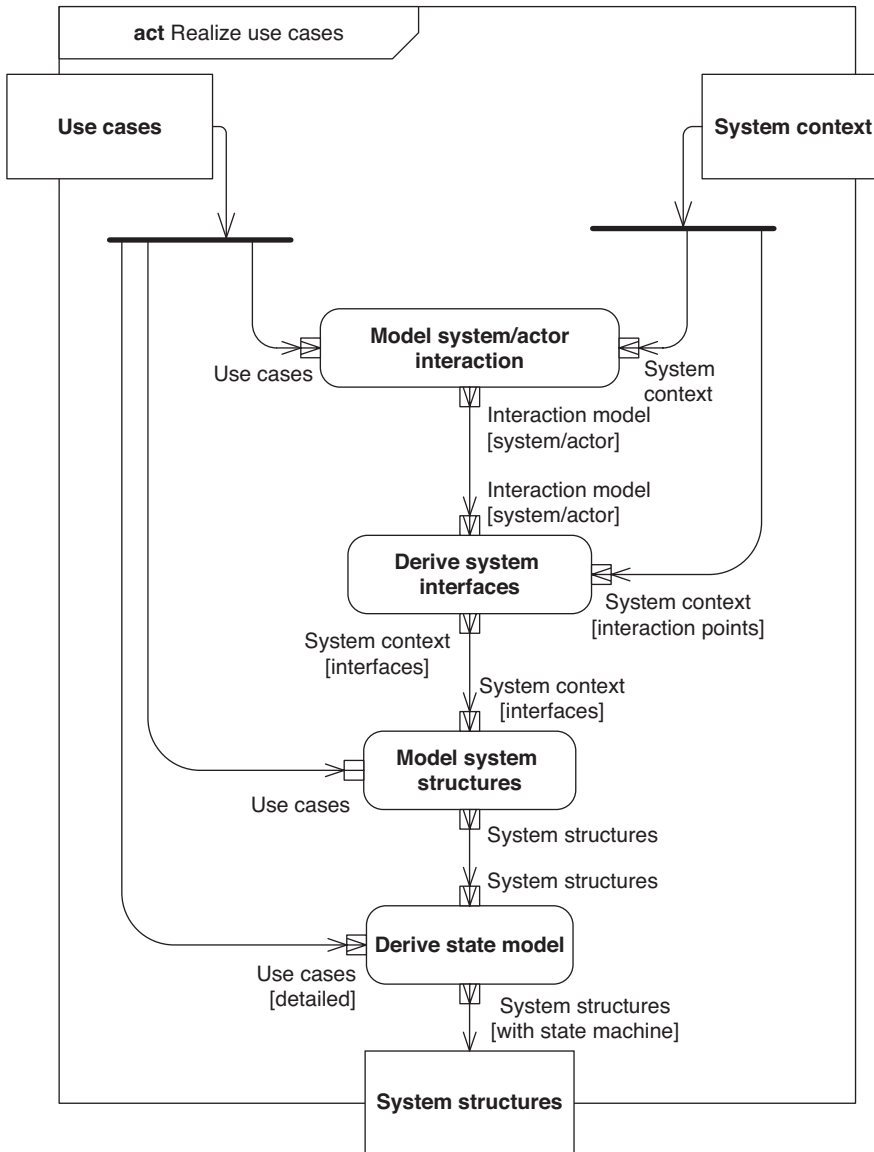 act Realize use cases
Use cases
System context
Model system/actor
interaction
Use cases
System
context
Interaction model
[system/actor]
Interaction model
[system/actor]
Derive system
interfaces
System context
[interaction points]
System context
[interfaces]
System context
[interfaces]
Model system
structures
Use cases
System structures
System structures
Derive state model
Use cases
[detailed]
System structures
[with state machine]
System structures